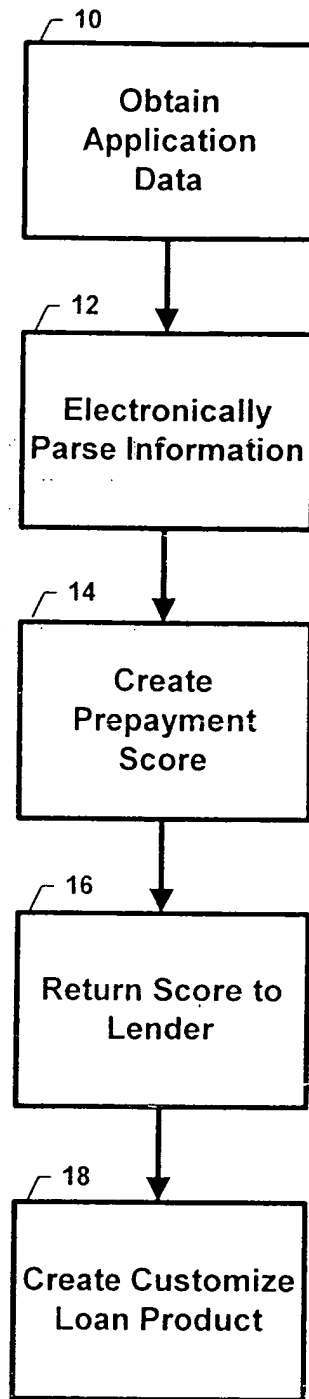 10
Obtain
Application
Data
12
Electronically
Parse Information
14
Create
Prepayment
Score
16
Return Score to
Lender
18
Create Customize
Loan Product